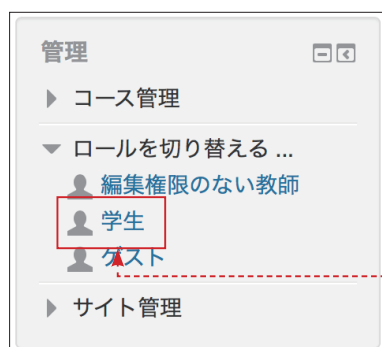 管理
コース管理
ロールを切り替える ...
編集権限のない教師
学生
ゲスト
サイト管理